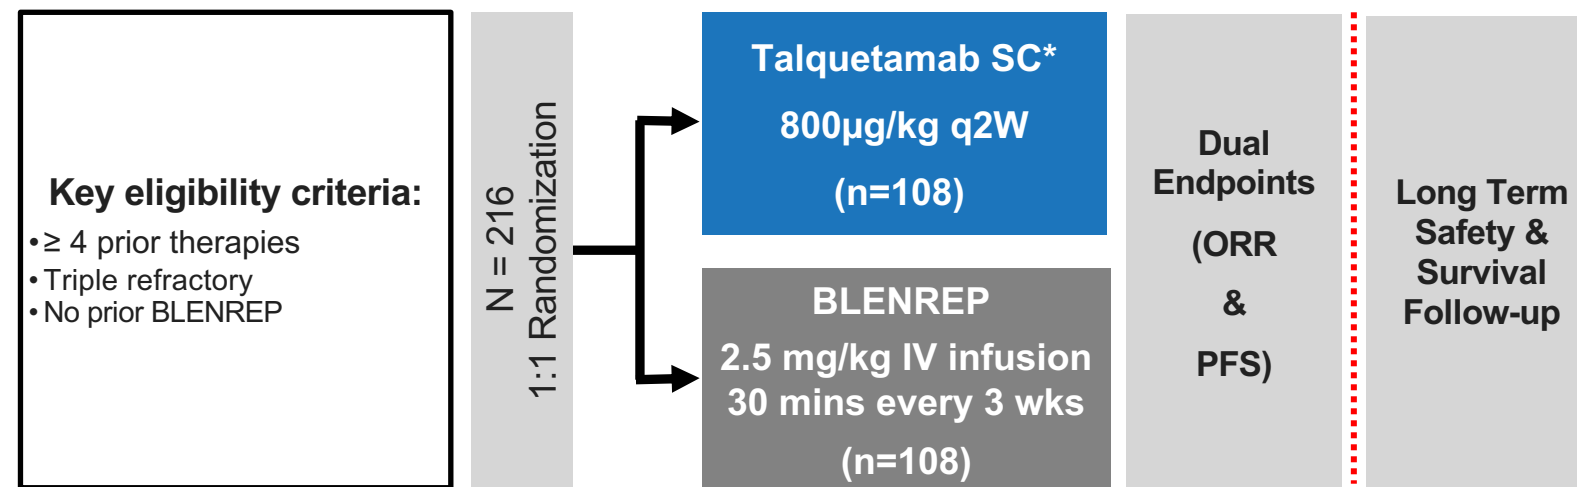 Key eligibility criteria:
•≥ 4 prior therapies
•Triple refractory
•No prior BLENREP
N = 216
1:1 Randomization
Talquetamab SC*
800µg/kg q2W
(n=108)
BLENREP
2.5 mg/kg IV infusion
30 mins every 3 wks
(n=108)
Dual
Endpoints
(ORR
&
PFS)
Long Term
Safety &
Survival
Follow-up